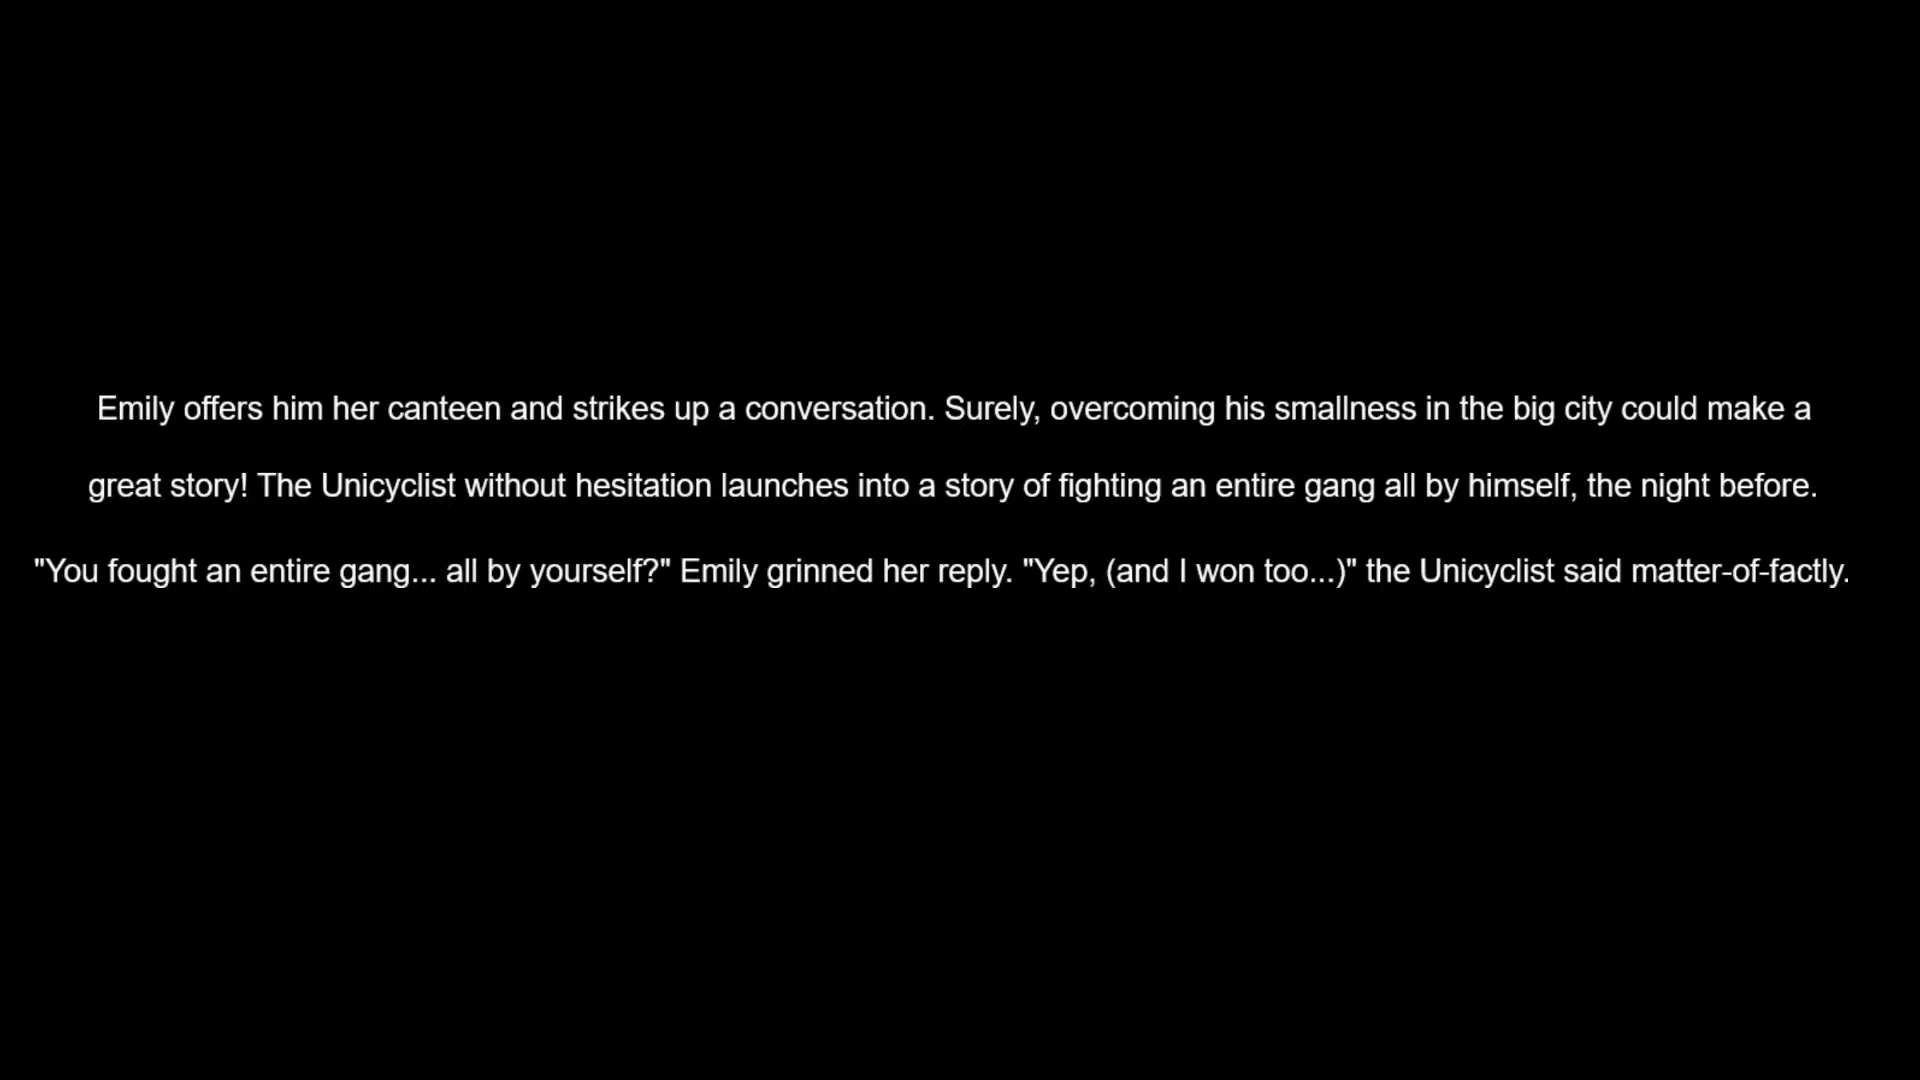 Emily offers him her canteen and strikes up a conversation. Surely, overcoming his smallness in the big city could make a
great story! The Unicyclist without hesitation launches into a story of fighting an entire gang all by himself, the night before.
"You fought an entire gang... all by yourself?" Emily grinned her reply. "Yep, (and I won too...)" the Unicyclist said matter-of-factly.